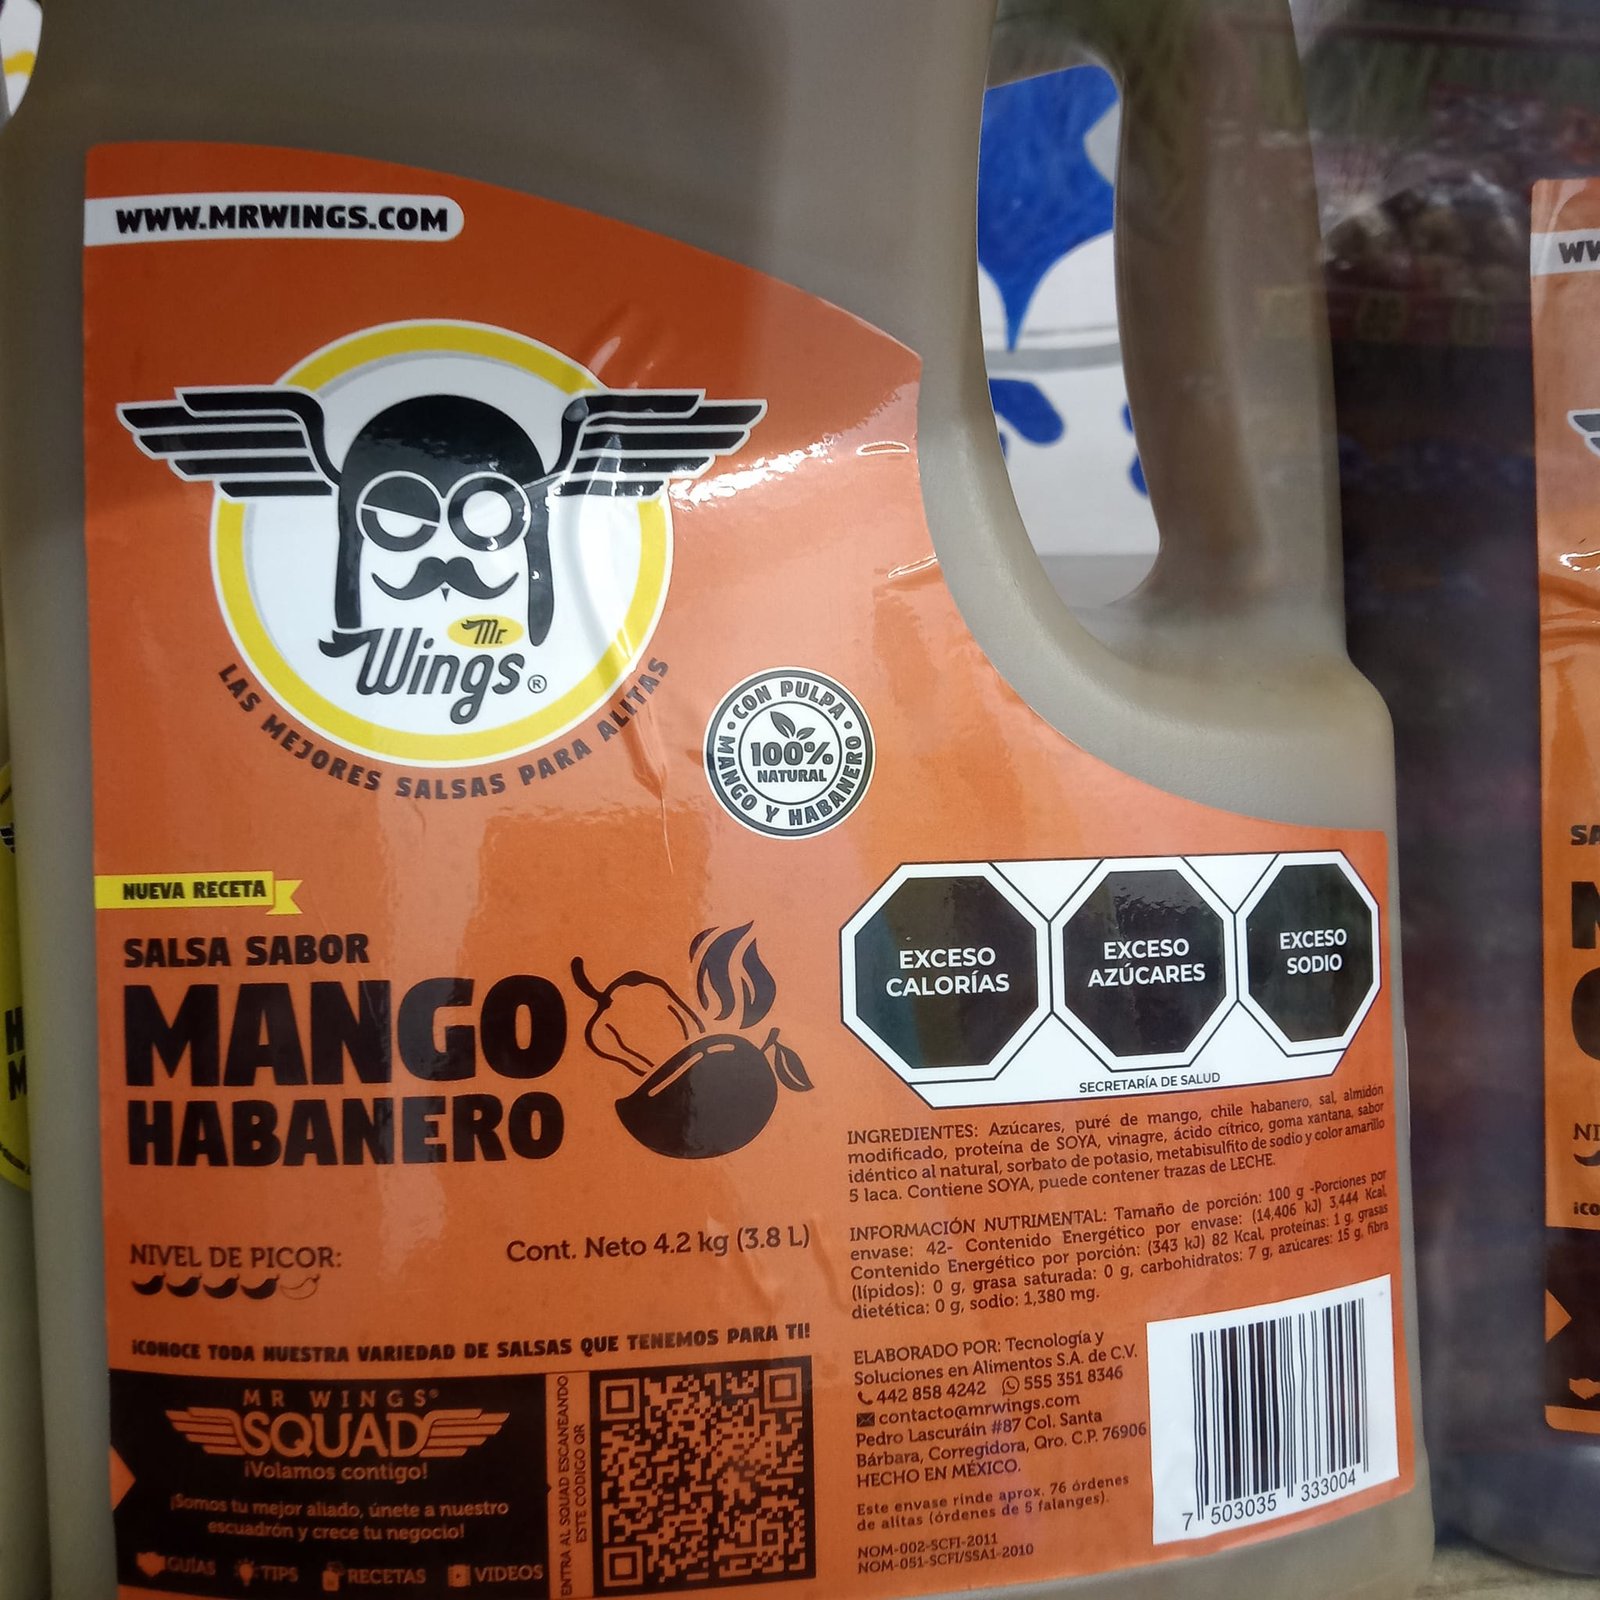 WWW.MRWINGS.COM
Mr.
Wings®
LAS MEJORES SALSAS PARA ALITAS
CON PULPA
100%
NATURAL
MANGO Y HABANERO
NUEVA RECETA
SALSA SABOR
MANGO
HABANERO
NIVEL DE PICOR:
Cont. Neto 4.2 kg (3.8 L)
EXCESO
CALORÍAS
EXCESO
AZÚCARES
EXCESO
SODIO
SECRETARÍA DE SALUD
INGREDIENTES: Azúcares, puré de mango, chile habanero, sal, almidón
modificado, proteína de SOYA, vinagre, ácido cítrico, goma xantana, sabor
idéntico al natural, sorbato de potasio, metabisulfito de sodio y color amarillo
5 laca. Contiene SOYA, puede contener trazas de LECHE.
INFORMACIÓN NUTRIMENTAL: Tamaño de porción: 100 g -Porciones por
envase: 42- Contenido Energético por envase: (14,406 kJ) 3,444 Kcal,
Contenido Energético por porción: (343 kJ) 82 Kcal, proteínas: 1 g, grasas
(lípidos): 0 g, grasa saturada: 0 g, carbohidratos: 7 g, azúcares: 15 g, fibra
dietética: 0 g, sodio: 1,380 mg.
¡CONOCE TODA NUESTRA VARIEDAD DE SALSAS QUE TENEMOS PARA TI!
MR WINGS®
SQUAD
¡Volamos contigo!
¡Somos tu mejor aliado, únete a nuestro
escuadrón y crece tu negocio!
GUÍAS TIPS RECETAS VIDEOS
ENTRA AL SQUAD ESCANEANDO
ESTE CÓDIGO QR
ELABORADO POR: Tecnología y
Soluciones en Alimentos S.A. de C.V.
442 858 4242 555 351 8346
contacto@mrwings.com
Pedro Lascuráin #87 Col. Santa
Bárbara, Corregidora, Qro. C.P. 76906
HECHO EN MÉXICO.
Este envase rinde aprox. 76 órdenes
de alitas (órdenes de 5 falanges).
NOM-002-SCFI-2011
NOM-051-SCFI/SSA1-2010
7 503035 333004